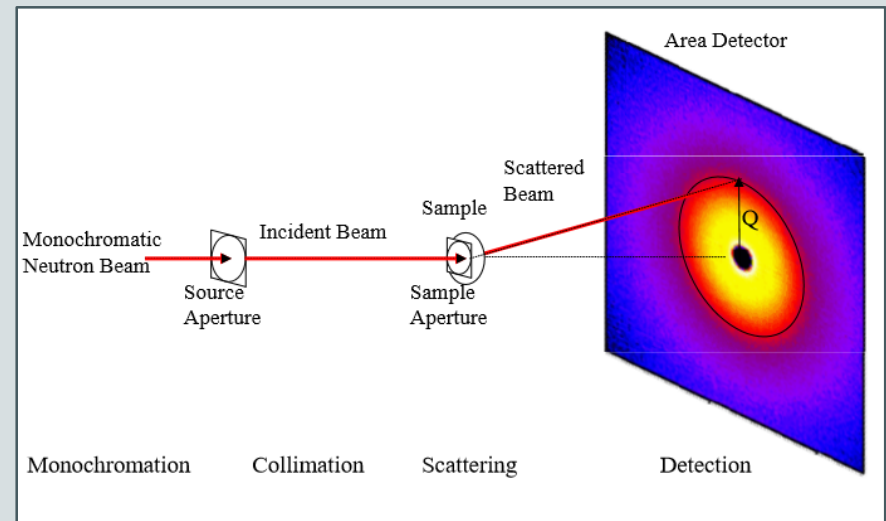 Area Detector
Scattered
Beam
Sample
Q
Incident Beam
Monochromatic
Neutron Beam
Source
Aperture
Sample
Aperture
Monochromation
Collimation
Scattering
Detection